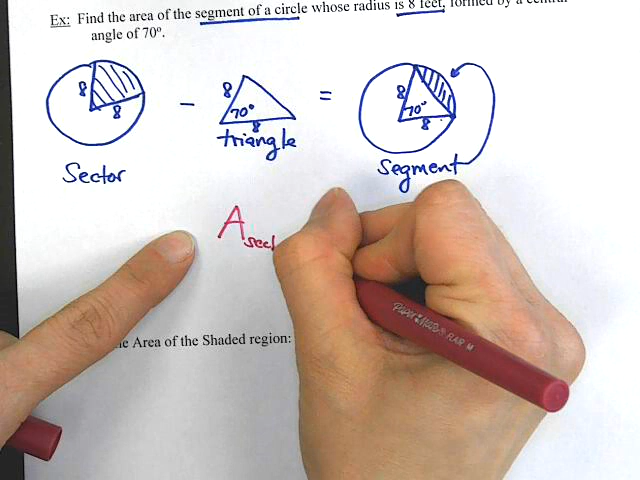 Ex: Find the area of the segment of a circle whose radius is 8 feet, formed by a central
angle of 70º.
8 8 - 8 70° 8 = 8 70° 8
Sector triangle Segment
A sect
Area of the Shaded region:
PAPER MATE FLAIR M